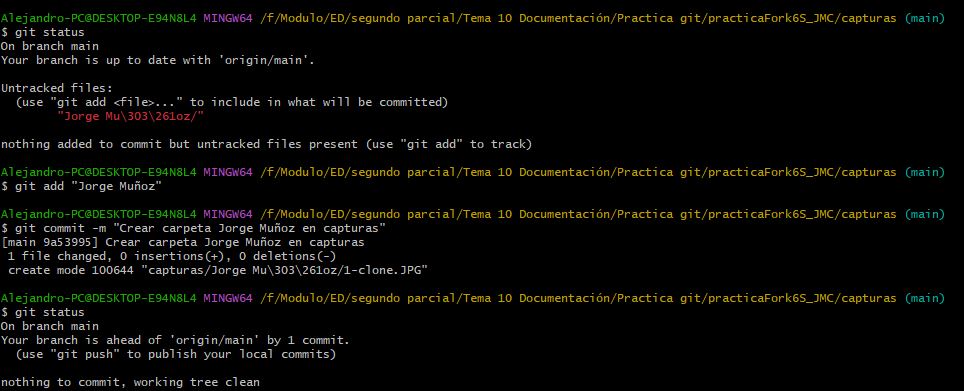 Alejandro-PC@DESKTOP-E94N8L4 MINGW64 /f/Modulo/ED/segundo parcial/Tema 10 Documentación/Practica git/practicaFork6S_JMC/capturas (main)
$ git status
On branch main
Your branch is up to date with 'origin/main'.

Untracked files:
  (use "git add <file>..." to include in what will be committed)
        "Jorge Mu\303\261oz/"

nothing added to commit but untracked files present (use "git add" to track)

Alejandro-PC@DESKTOP-E94N8L4 MINGW64 /f/Modulo/ED/segundo parcial/Tema 10 Documentación/Practica git/practicaFork6S_JMC/capturas (main)
$ git add "Jorge Muñoz"

Alejandro-PC@DESKTOP-E94N8L4 MINGW64 /f/Modulo/ED/segundo parcial/Tema 10 Documentación/Practica git/practicaFork6S_JMC/capturas (main)
$ git commit -m "Crear carpeta Jorge Muñoz en capturas"
[main 9a53995] Crear carpeta Jorge Muñoz en capturas
 1 file changed, 0 insertions(+), 0 deletions(-)
 create mode 100644 "capturas/Jorge Mu\303\261oz/1-clone.JPG"

Alejandro-PC@DESKTOP-E94N8L4 MINGW64 /f/Modulo/ED/segundo parcial/Tema 10 Documentación/Practica git/practicaFork6S_JMC/capturas (main)
$ git status
On branch main
Your branch is ahead of 'origin/main' by 1 commit.
  (use "git push" to publish your local commits)

nothing to commit, working tree clean